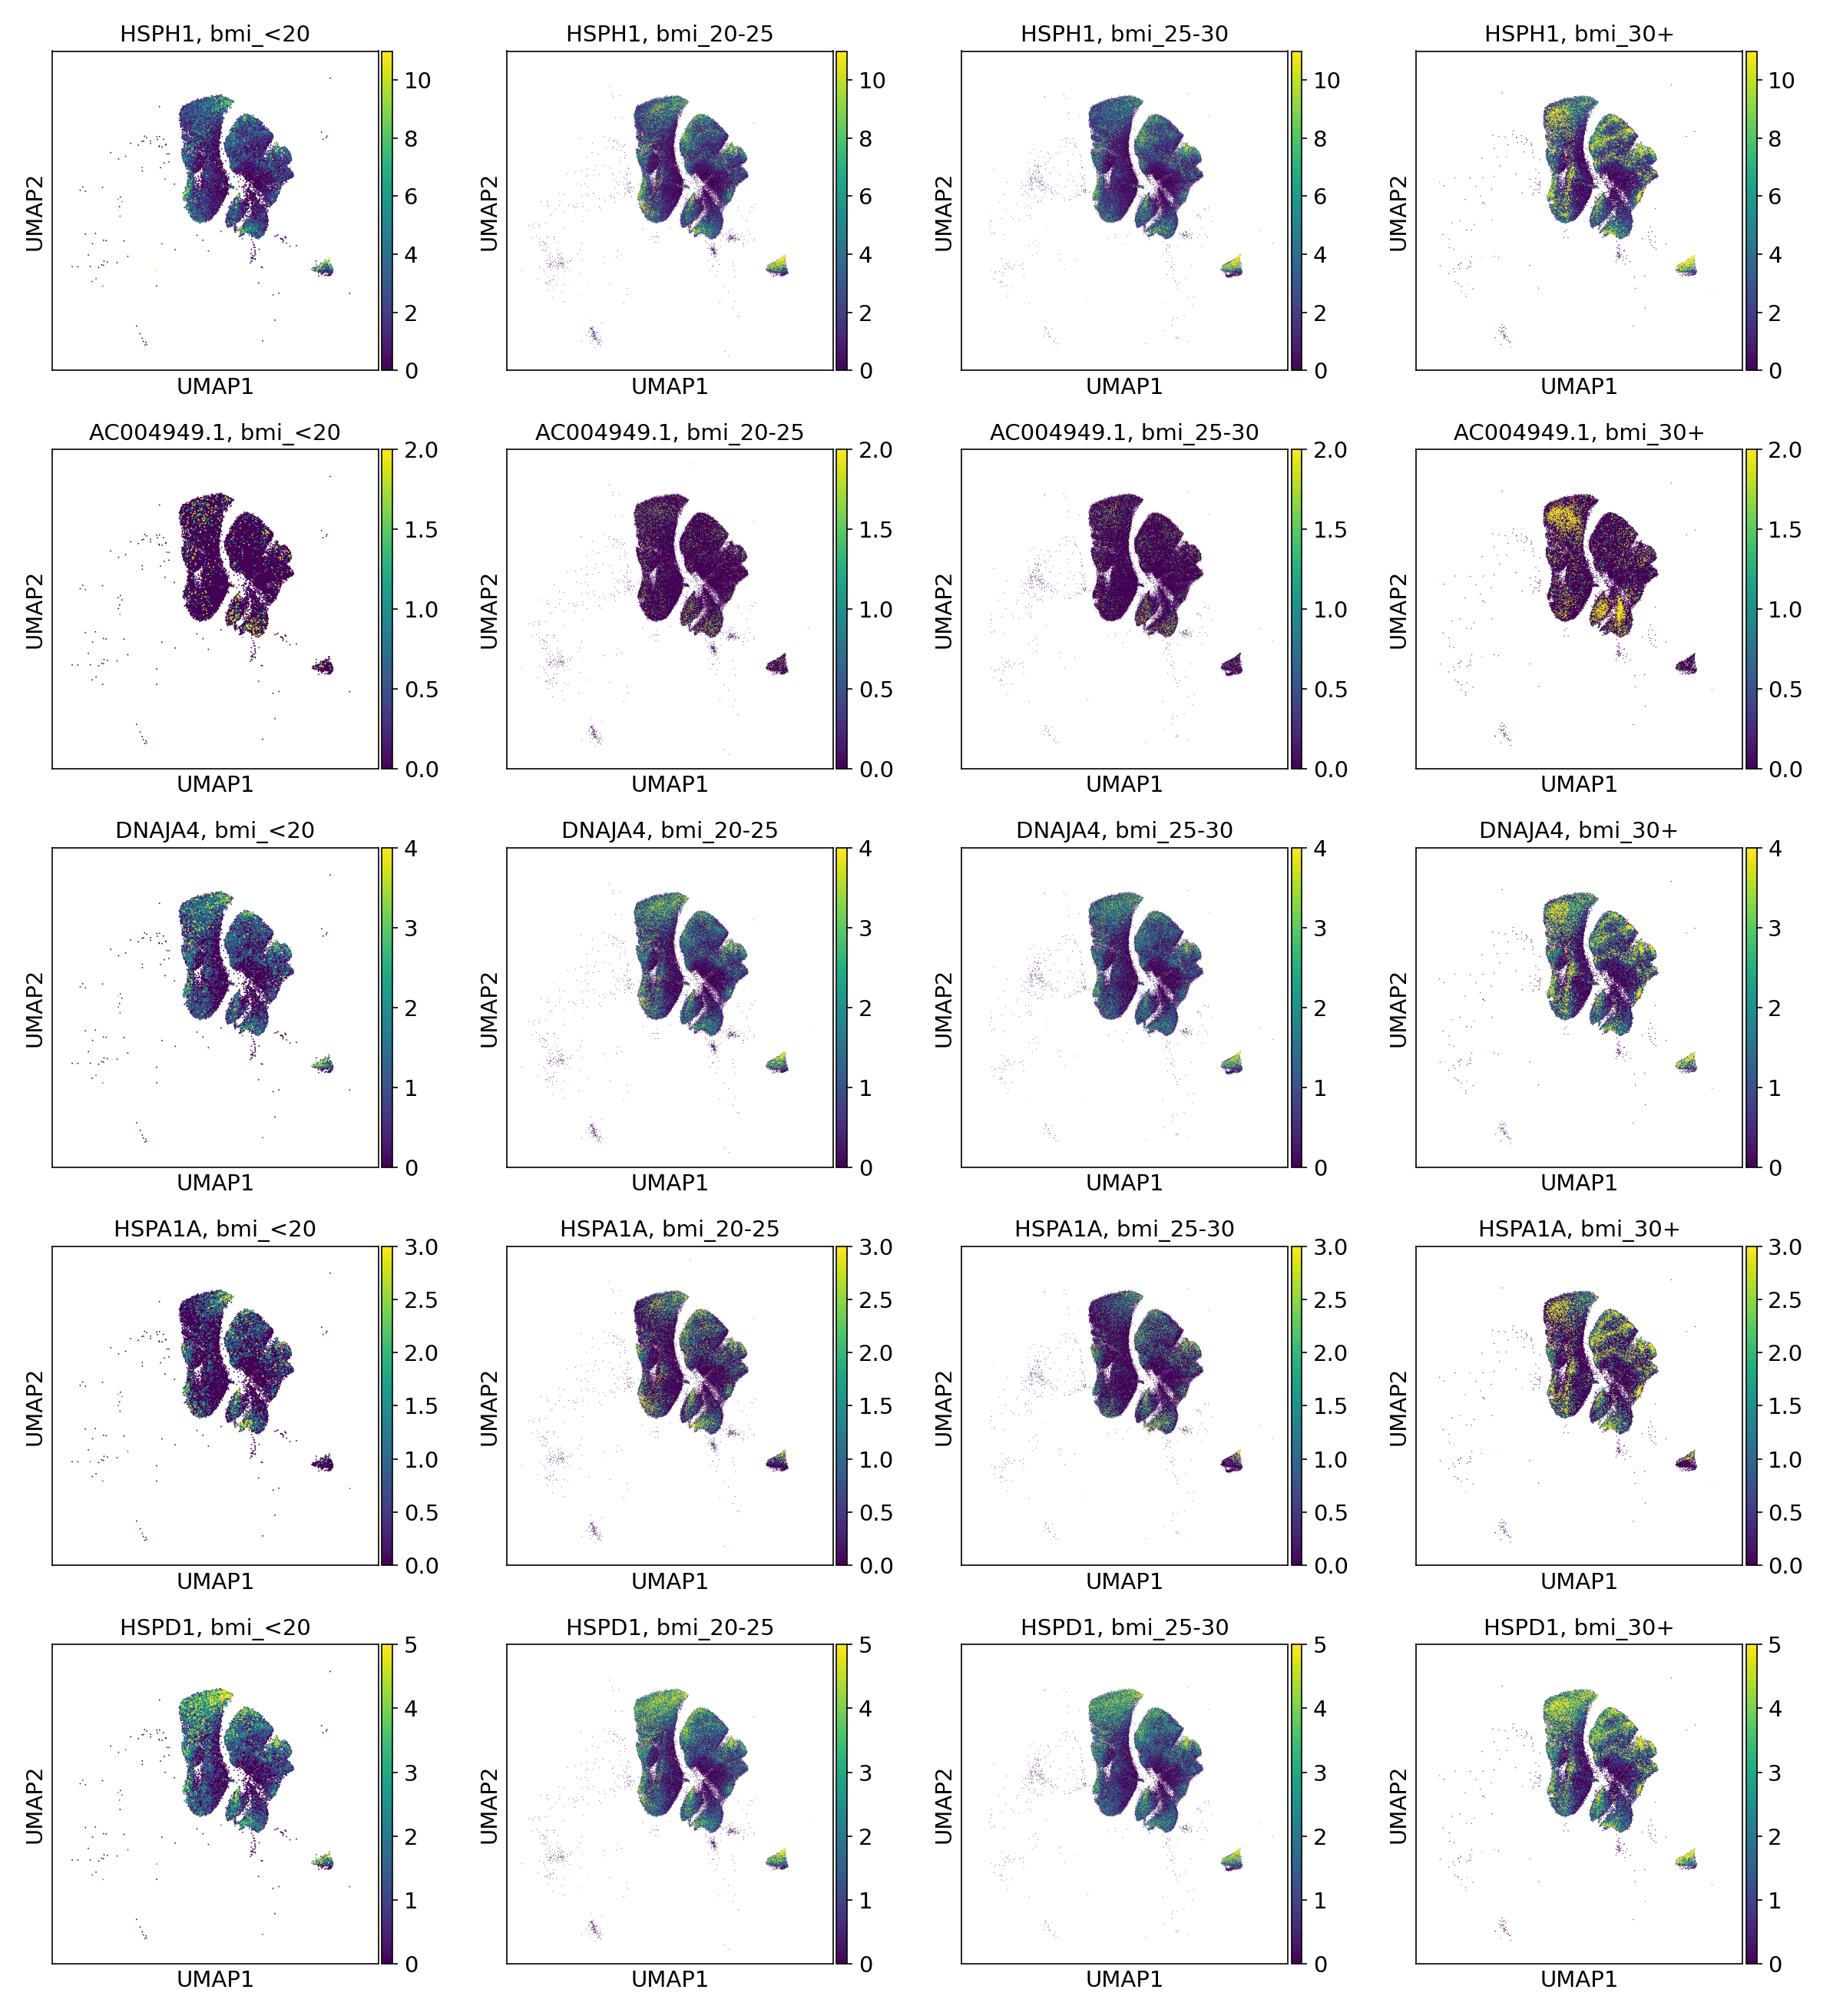 HSPH1, bmi_<20 HSPH1, bmi_20-25 HSPH1, bmi_25-30 HSPH1, bmi_30+
10 10 10 10
8 8 8 8
6 6 6 6
UMAP2 UMAP2 UMAP2 UMAP2
4 4 4 4
2 2 2 2
0 0 0 0
UMAP1 UMAP1 UMAP1 UMAP1
AC004949.1, bmi_<20 AC004949.1, bmi_20-25 AC004949.1, bmi_25-30 AC004949.1, bmi_30+
2.0 2.0 2.0 2.0
1.5 1.5 1.5 1.5
UMAP2 UMAP2 UMAP2 UMAP2
1.0 1.0 1.0 1.0
0.5 0.5 0.5 0.5
0.0 0.0 0.0 0.0
UMAP1 UMAP1 UMAP1 UMAP1
DNAJA4, bmi_<20 DNAJA4, bmi_20-25 DNAJA4, bmi_25-30 DNAJA4, bmi_30+
4 4 4 4
3 3 3 3
UMAP2 UMAP2 UMAP2 UMAP2
2 2 2 2
1 1 1 1
0 0 0 0
UMAP1 UMAP1 UMAP1 UMAP1
HSPA1A, bmi_<20 HSPA1A, bmi_20-25 HSPA1A, bmi_25-30 HSPA1A, bmi_30+
3.0 3.0 3.0 3.0
2.5 2.5 2.5 2.5
2.0 2.0 2.0 2.0
UMAP2 UMAP2 UMAP2 UMAP2
1.5 1.5 1.5 1.5
1.0 1.0 1.0 1.0
0.5 0.5 0.5 0.5
0.0 0.0 0.0 0.0
UMAP1 UMAP1 UMAP1 UMAP1
HSPD1, bmi_<20 HSPD1, bmi_20-25 HSPD1, bmi_25-30 HSPD1, bmi_30+
5 5 5 5
4 4 4 4
3 3 3 3
UMAP2 UMAP2 UMAP2 UMAP2
2 2 2 2
1 1 1 1
0 0 0 0
UMAP1 UMAP1 UMAP1 UMAP1